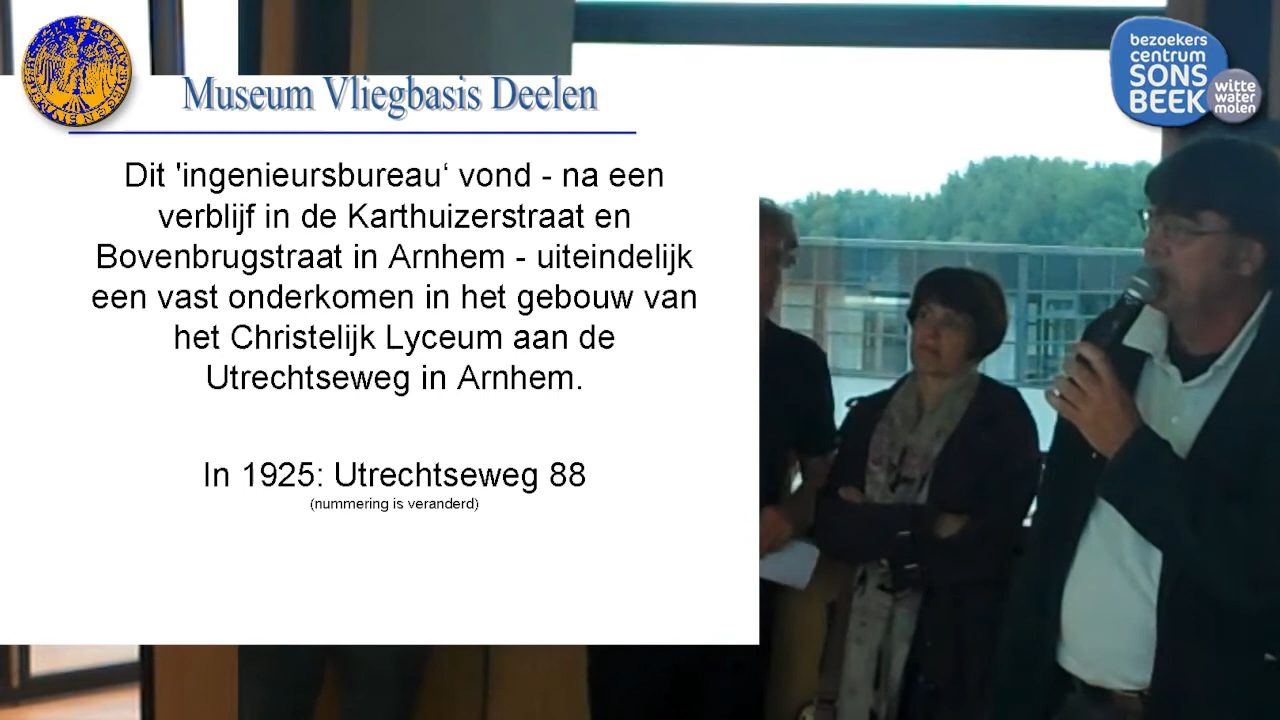 Museum Vliegbasis Deelen
bezoekers
centrum
SONS
BEEK
witte
water
molen
Dit 'ingenieursbureau‘ vond - na een
verblijf in de Karthuizerstraat en
Bovenbrugstraat in Arnhem - uiteindelijk
een vast onderkomen in het gebouw van
het Christelijk Lyceum aan de
Utrechtseweg in Arnhem.
In 1925: Utrechtseweg 88
(nummering is veranderd)